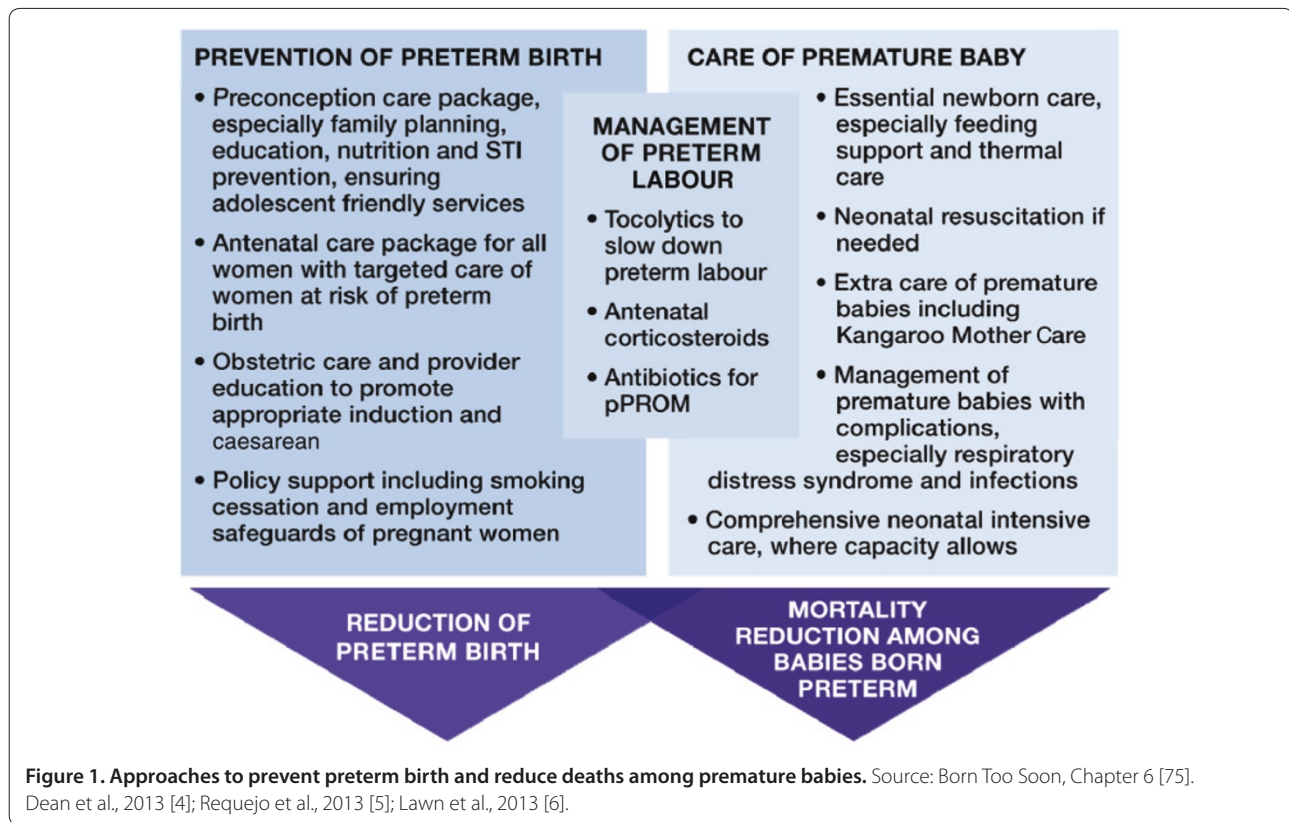 PREVENTION OF PRETERM BIRTH
• Preconception care package,
especially family planning,
education, nutrition and STI
prevention, ensuring
adolescent friendly services
• Antenatal care package for all
women with targeted care of
women at risk of preterm
birth
• Obstetric care and provider
education to promote
appropriate induction and
caesarean
• Policy support including smoking
cessation and employment
safeguards of pregnant women
MANAGEMENT
OF PRETERM
LABOUR
• Tocolytics to
slow down
preterm labour
• Antenatal
corticosteroids
• Antibiotics for
pPROM
CARE OF PREMATURE BABY
• Essential newborn care,
especially feeding
support and thermal
care
• Neonatal resuscitation if
needed
• Extra care of premature
babies including
Kangaroo Mother Care
• Management of
premature babies with
complications,
especially respiratory
distress syndrome and infections
• Comprehensive neonatal intensive
care, where capacity allows
REDUCTION OF
PRETERM BIRTH
MORTALITY
REDUCTION AMONG
BABIES BORN
PRETERM
Figure 1. Approaches to prevent preterm birth and reduce deaths among premature babies. Source: Born Too Soon, Chapter 6 [75].
Dean et al., 2013 [4]; Requejo et al., 2013 [5]; Lawn et al., 2013 [6].